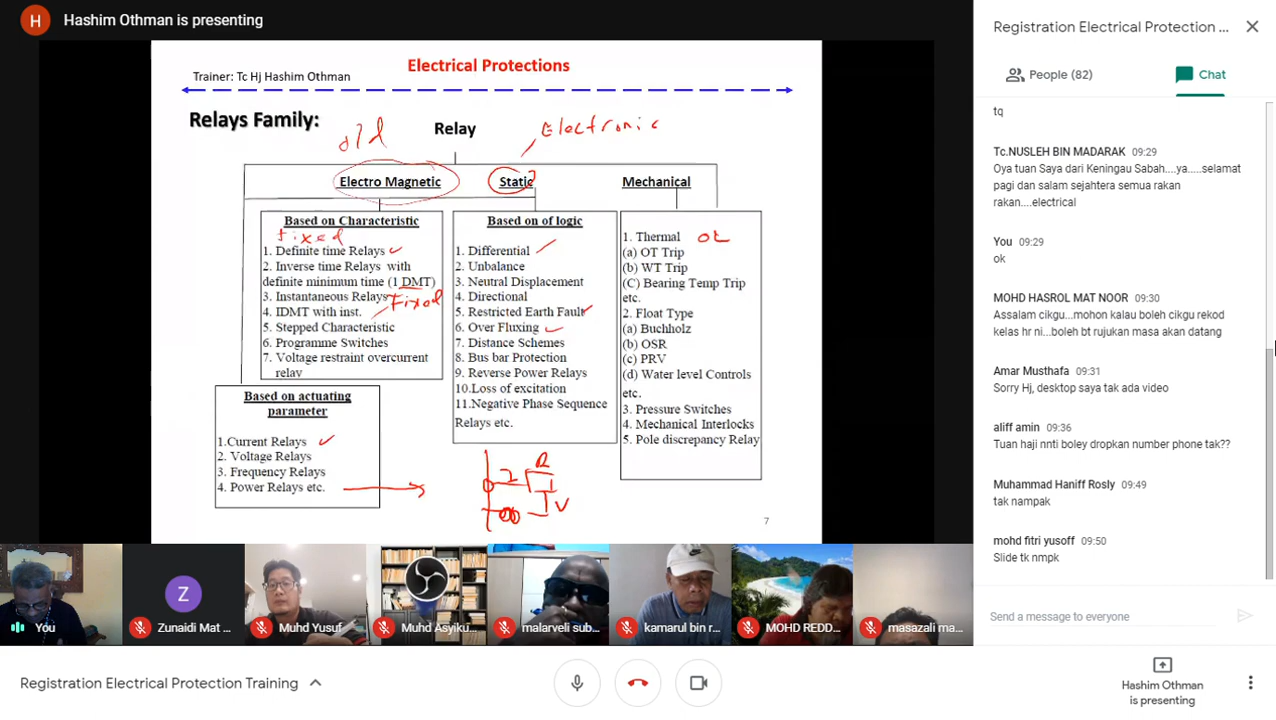 H Hashim Othman is presenting
Electrical Protections
Trainer: Tc Hj Hashim Othman
Relays Family:
old
Relay
Electronic
Electro Magnetic
Static
Mechanical
Based on Characteristic
fixed
1. Definite time Relays
2. Inverse time Relays with
definite minimum time (1 DMT)
3. Instantaneous Relays
Fixed
4. IDMT with inst.
5. Stepped Characteristic
6. Programme Switches
7. Voltage restraint overcurrent
relay
Based on actuating
parameter
1.Current Relays
2. Voltage Relays
3. Frequency Relays
4. Power Relays etc.
Based on of logic
1. Differential
2. Unbalance
3. Neutral Displacement
4. Directional
5. Restricted Earth Fault
6. Over Fluxing
7. Distance Schemes
8. Bus bar Protection
9. Reverse Power Relays
10.Loss of excitation
11.Negative Phase Sequence
Relays etc.
R
V
1. Thermal
OT
(a) OT Trip
(b) WT Trip
(C) Bearing Temp Trip
etc.
2. Float Type
(a) Buchholz
(b) OSR
(c) PRV
(d) Water level Controls
etc.
3. Pressure Switches
4. Mechanical Interlocks
5. Pole discrepancy Relay
7
You
Z
Zunaidi Mat ...
Muhd Yusuf
Muhd Asyiku...
malarveli sub...
kamarul bin r...
MOHD REDD...
masazali ma...
Registration Electrical Protection Training
Hashim Othman
is presenting
Registration Electrical Protection ...
People (82)
Chat
tq
Tc.NUSLEH BIN MADARAK 09:29
Oya tuan Saya dari Keningau Sabah....ya.....selamat
pagi dan salam sejahtera semua rakan
rakan....electrical
You 09:29
ok
MOHD HASROL MAT NOOR 09:30
Assalam cikgu...mohon kalau boleh cikgu rekod
kelas hr ni...boleh bt rujukan masa akan datang
Amar Musthafa 09:31
Sorry Hj, desktop saya tak ada video
aliff amin 09:36
Tuan haji nnti boley dropkan number phone tak??
Muhammad Haniff Rosly 09:49
tak nampak
mohd fitri yusoff 09:50
Slide tk nmpk
Send a message to everyone